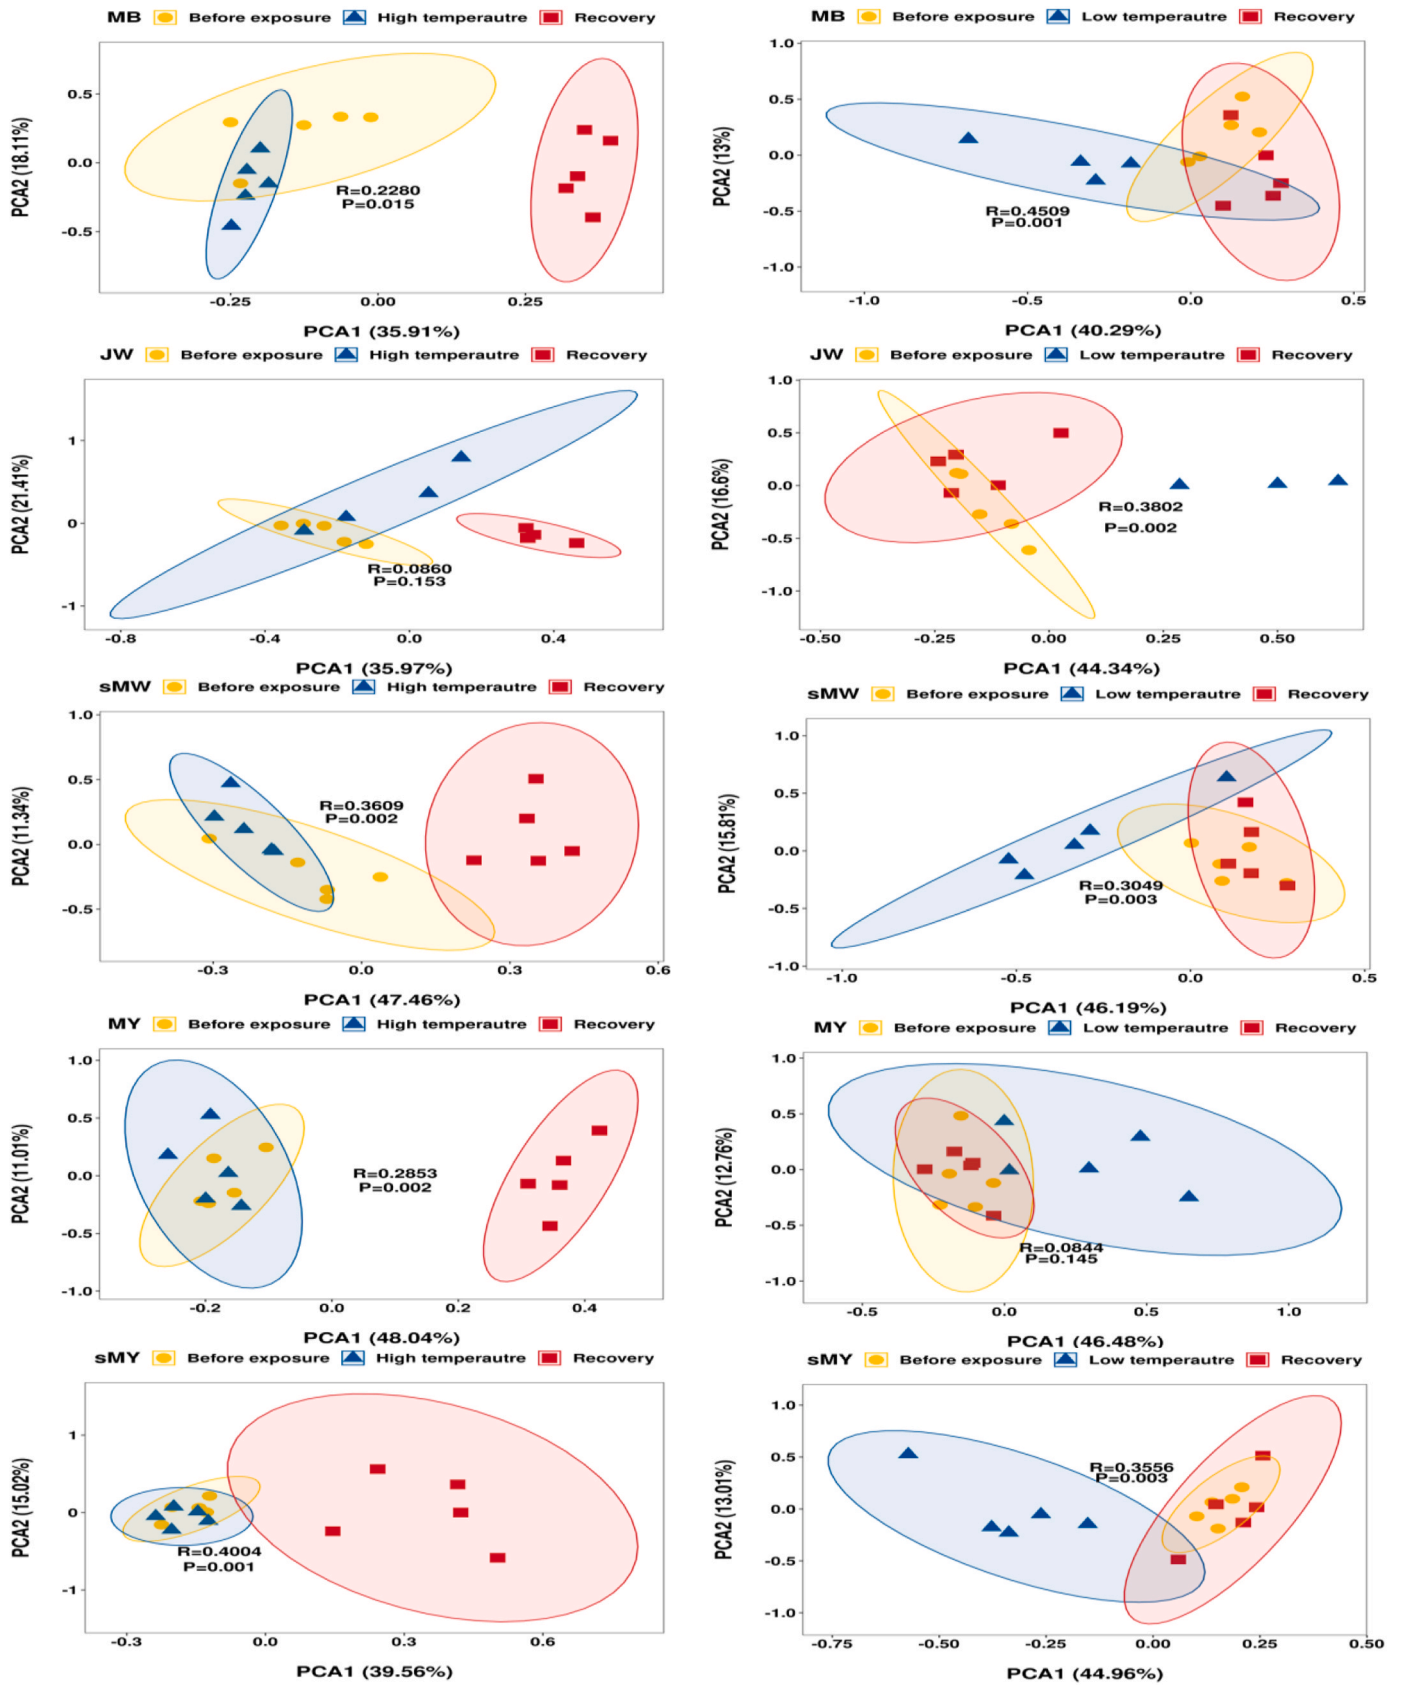 MB Before exposure High temperautre Recovery
PCA2 (18.11%)
0.5
0.0
-0.5
R=0.2280
P=0.015
-0.25 0.00 0.25
PCA1 (35.91%)
MB Before exposure Low temperautre Recovery
PCA2 (13%)
1.0
0.5
0.0
-0.5
-1.0
R=0.4509
P=0.001
-1.0 -0.5 0.0 0.5
PCA1 (40.29%)
JW Before exposure High temperautre Recovery
PCA2 (21.41%)
1
0
-1
R=0.0860
P=0.153
-0.8 -0.4 0.0 0.4
PCA1 (35.97%)
JW Before exposure Low temperautre Recovery
PCA2 (16.6%)
1.0
0.5
0.0
-0.5
-1.0
R=0.3802
P=0.002
-0.50 -0.25 0.00 0.25 0.50
PCA1 (44.34%)
sMW Before exposure High temperautre Recovery
PCA2 (11.34%)
1.0
0.5
0.0
-0.5
R=0.3609
P=0.002
-0.3 0.0 0.3 0.6
PCA1 (47.46%)
sMW Before exposure Low temperautre Recovery
PCA2 (15.81%)
1.0
0.5
0.0
-0.5
-1.0
R=0.3049
P=0.003
-1.0 -0.5 0.0 0.5
PCA1 (46.19%)
MY Before exposure High temperautre Recovery
PCA2 (11.01%)
1.0
0.5
0.0
-0.5
-1.0
R=0.2853
P=0.002
-0.2 0.0 0.2 0.4
PCA1 (48.04%)
MY Before exposure Low temperautre Recovery
PCA2 (12.76%)
1.0
0.5
0.0
-0.5
-1.0
R=0.0844
P=0.145
-0.5 0.0 0.5 1.0
PCA1 (46.48%)
sMY Before exposure High temperautre Recovery
PCA2 (15.02%)
1
0
-1
R=0.4004
P=0.001
-0.3 0.0 0.3 0.6
PCA1 (39.56%)
sMY Before exposure Low temperautre Recovery
PCA2 (13.01%)
1.0
0.5
0.0
-0.5
-1.0
R=0.3556
P=0.003
-0.75 -0.50 -0.25 0.00 0.25 0.50
PCA1 (44.96%)